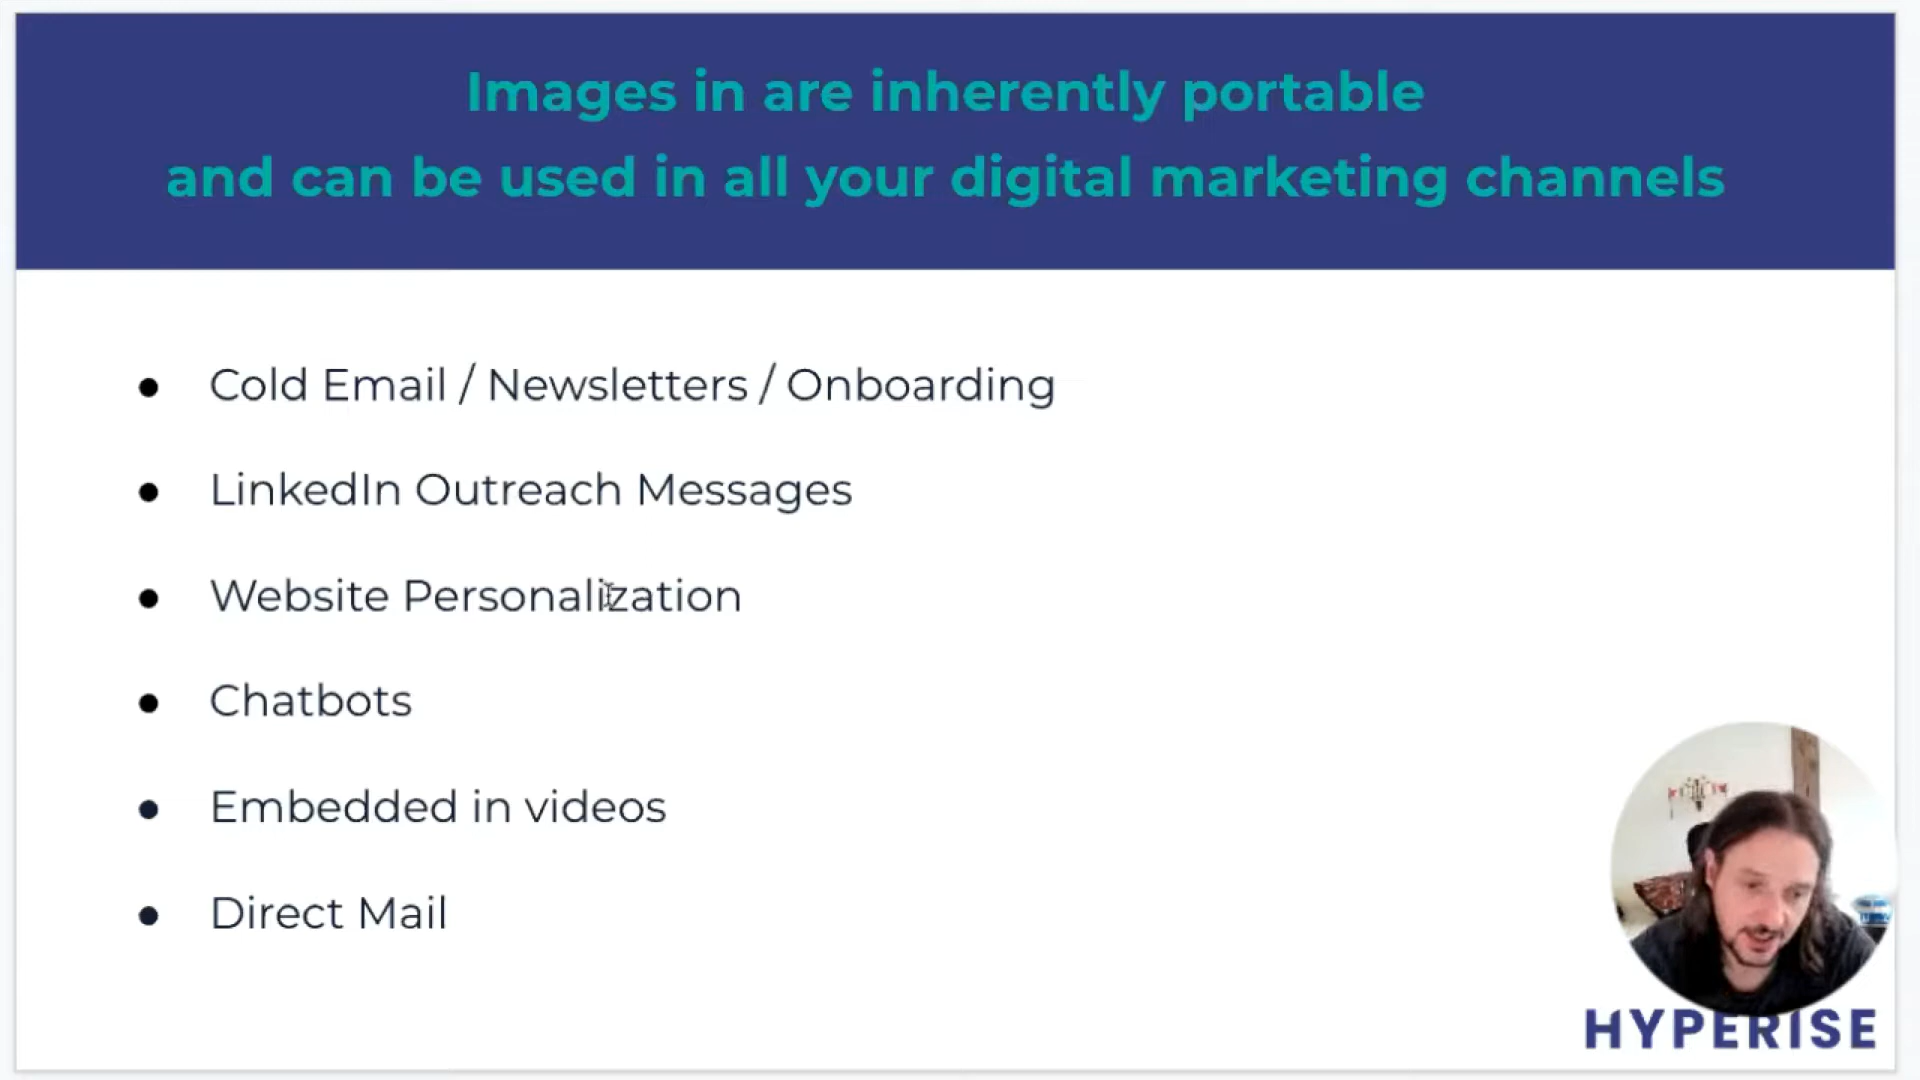 Images in are inherently portable
and can be used in all your digital marketing channels
● Cold Email / Newsletters / Onboarding
● LinkedIn Outreach Messages
● Website Personalization
● Chatbots
● Embedded in videos
● Direct Mail
HYPERISE